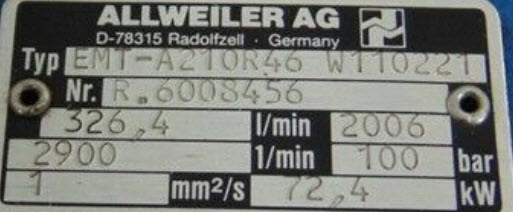 ALLWEILER AG
D-78315 Radolfzell · Germany
Typ EMT-A210R46 W110221
Nr. R.6008456
326,4 l/min 2006
2900 1/min 100 bar
1 mm²/s 72,4 kW